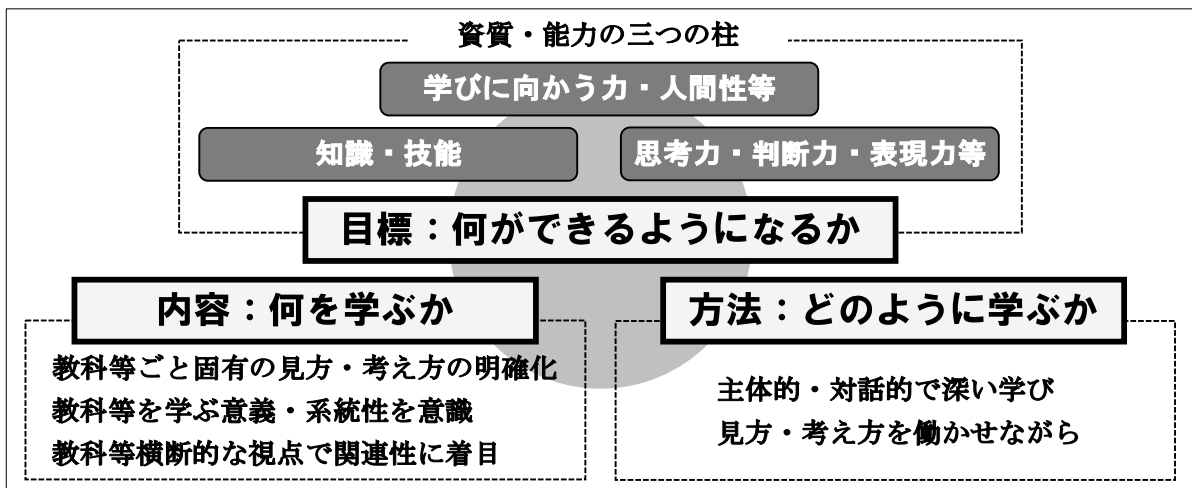 資質・能力の三つの柱
学びに向かう力・人間性等
知識・技能
思考力・判断力・表現力等
目標：何ができるようになるか
内容：何を学ぶか
教科等ごと固有の見方・考え方の明確化
教科等を学ぶ意義・系統性を意識
教科等横断的な視点で関連性に着目
方法：どのように学ぶか
主体的・対話的で深い学び
見方・考え方を働かせながら